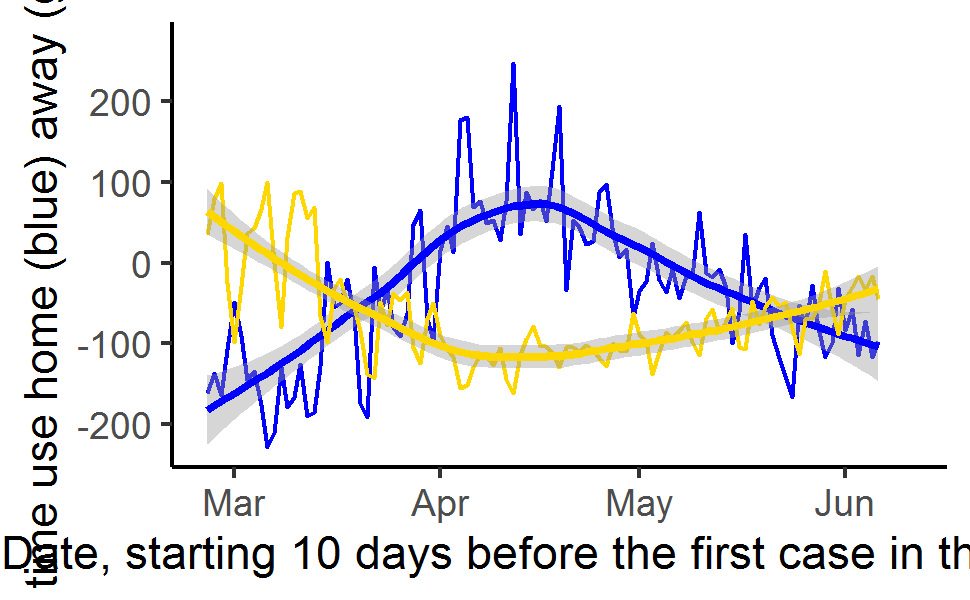 time use home (blue) away (
200
100
0
-100
-200
Mar Apr May Jun
Date, starting 10 days before the first case in th